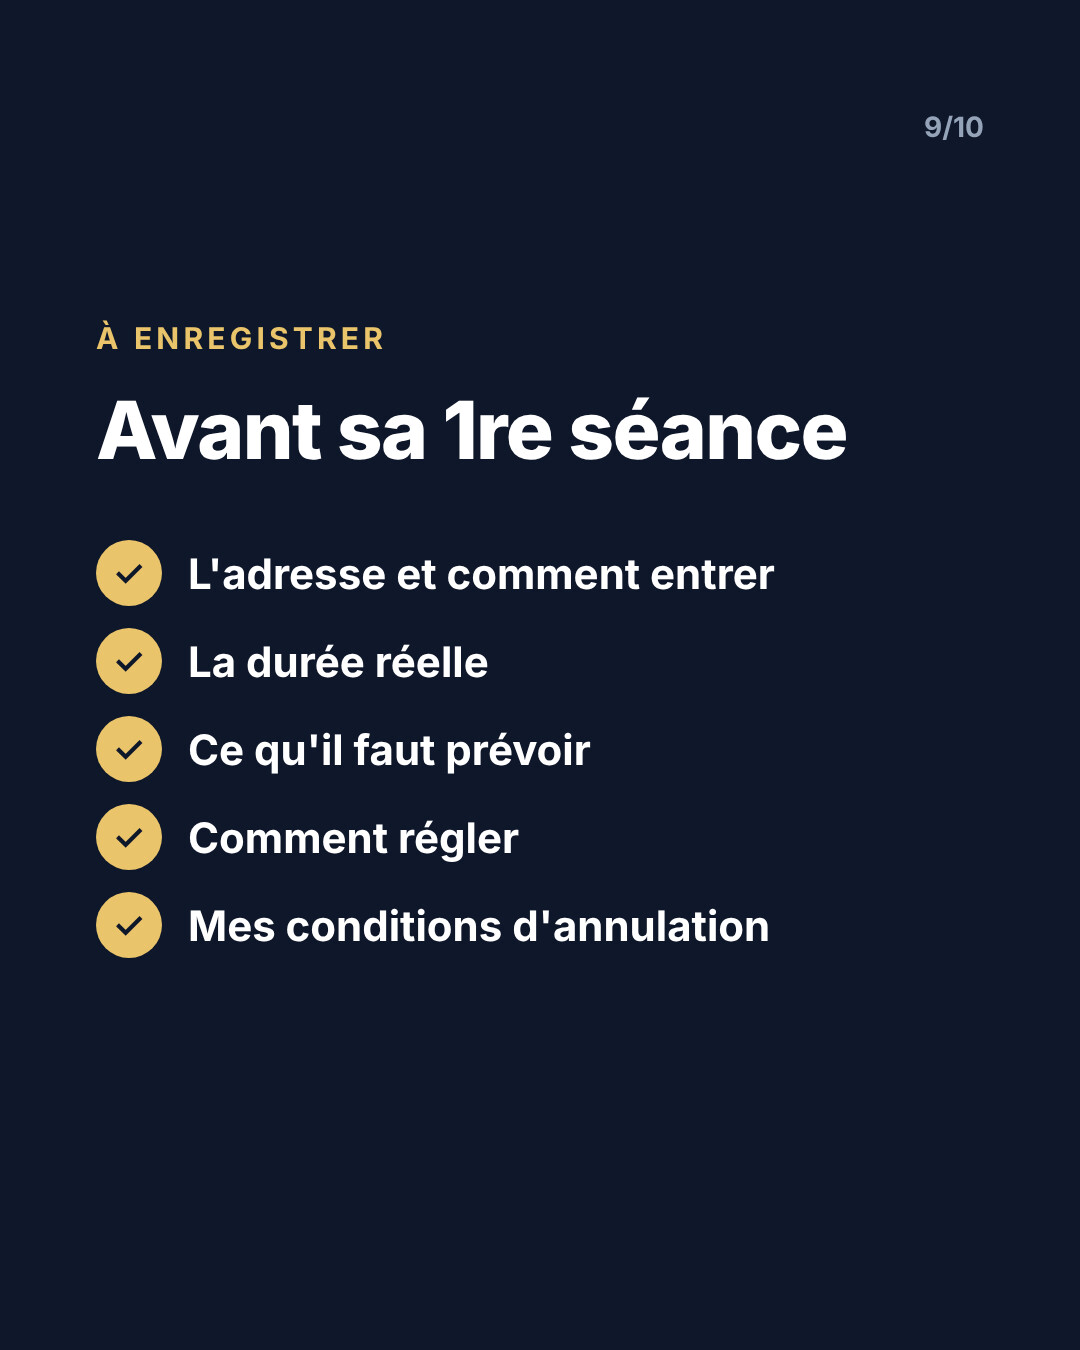 9/10
À ENREGISTRER
Avant sa 1re séance
L'adresse et comment entrer
La durée réelle
Ce qu'il faut prévoir
Comment régler
Mes conditions d'annulation